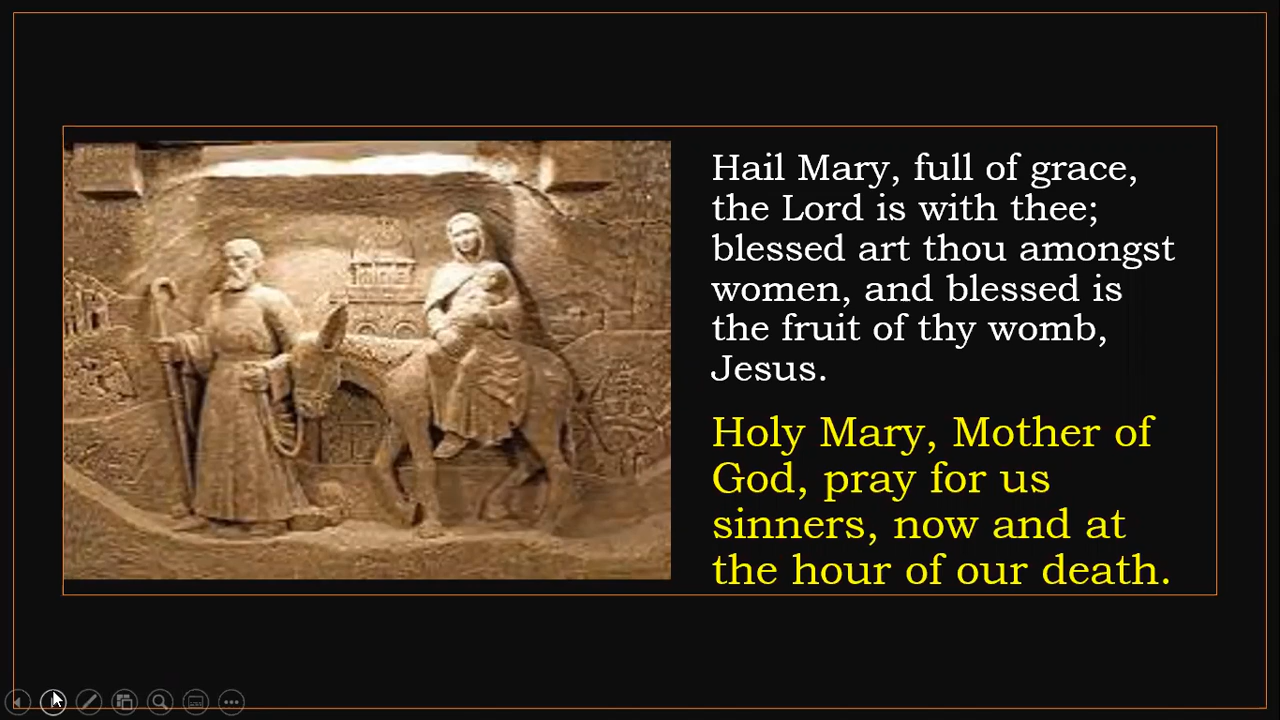 Hail Mary, full of grace,
the Lord is with thee;
blessed art thou amongst
women, and blessed is
the fruit of thy womb,
Jesus.
Holy Mary, Mother of
God, pray for us
sinners, now and at
the hour of our death.